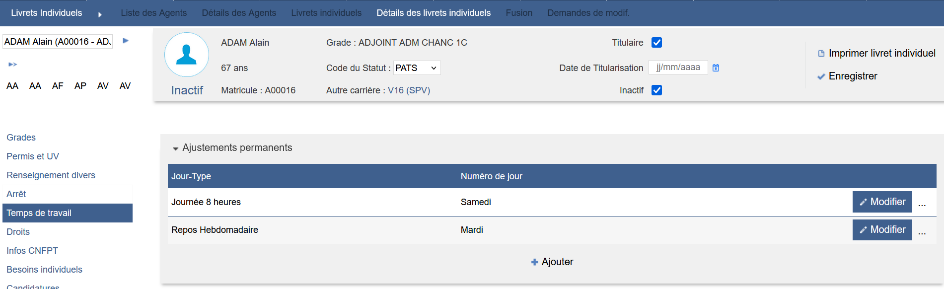 Livrets Individuels Liste des Agents Détails des Agents Livrets individuels Détails des livrets individuels Fusion Demandes de modif.
ADAM Alain (A00016 - AD.
AA AA AF AP AV AV
ADAM Alain Grade : ADJOINT ADM CHANC 1C Titulaire
67 ans Code du Statut : PATS Date de Titularisation jj/mm/aaaa
Inactif Matricule : A00016 Autre carrière : V16 (SPV) Inactif
Imprimer livret individuel
Enregistrer
Grades
Permis et UV
Renseignement divers
Arrêt
Temps de travail
Droits
Infos CNFPT
Besoins individuels
Candidatures
Ajustements permanents
Jour-Type Numéro de jour
Journée 8 heures Samedi Modifier ...
Repos Hebdomadaire Mardi Modifier ...
+ Ajouter